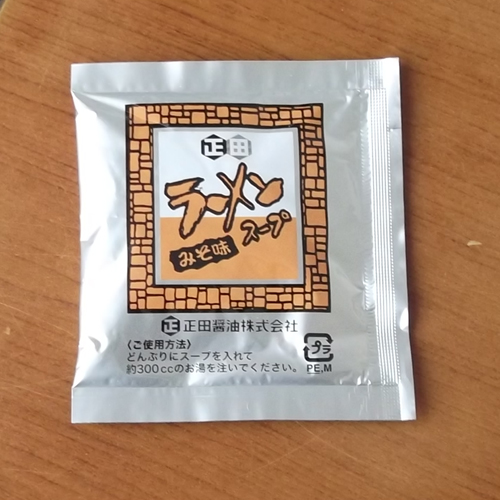 正田
ラーメン
スープ
みそ味
正 正田醤油株式会社
〈ご使用方法〉
どんぶりにスープを入れて
約300ccのお湯を注いでください。
プラ
PE,M